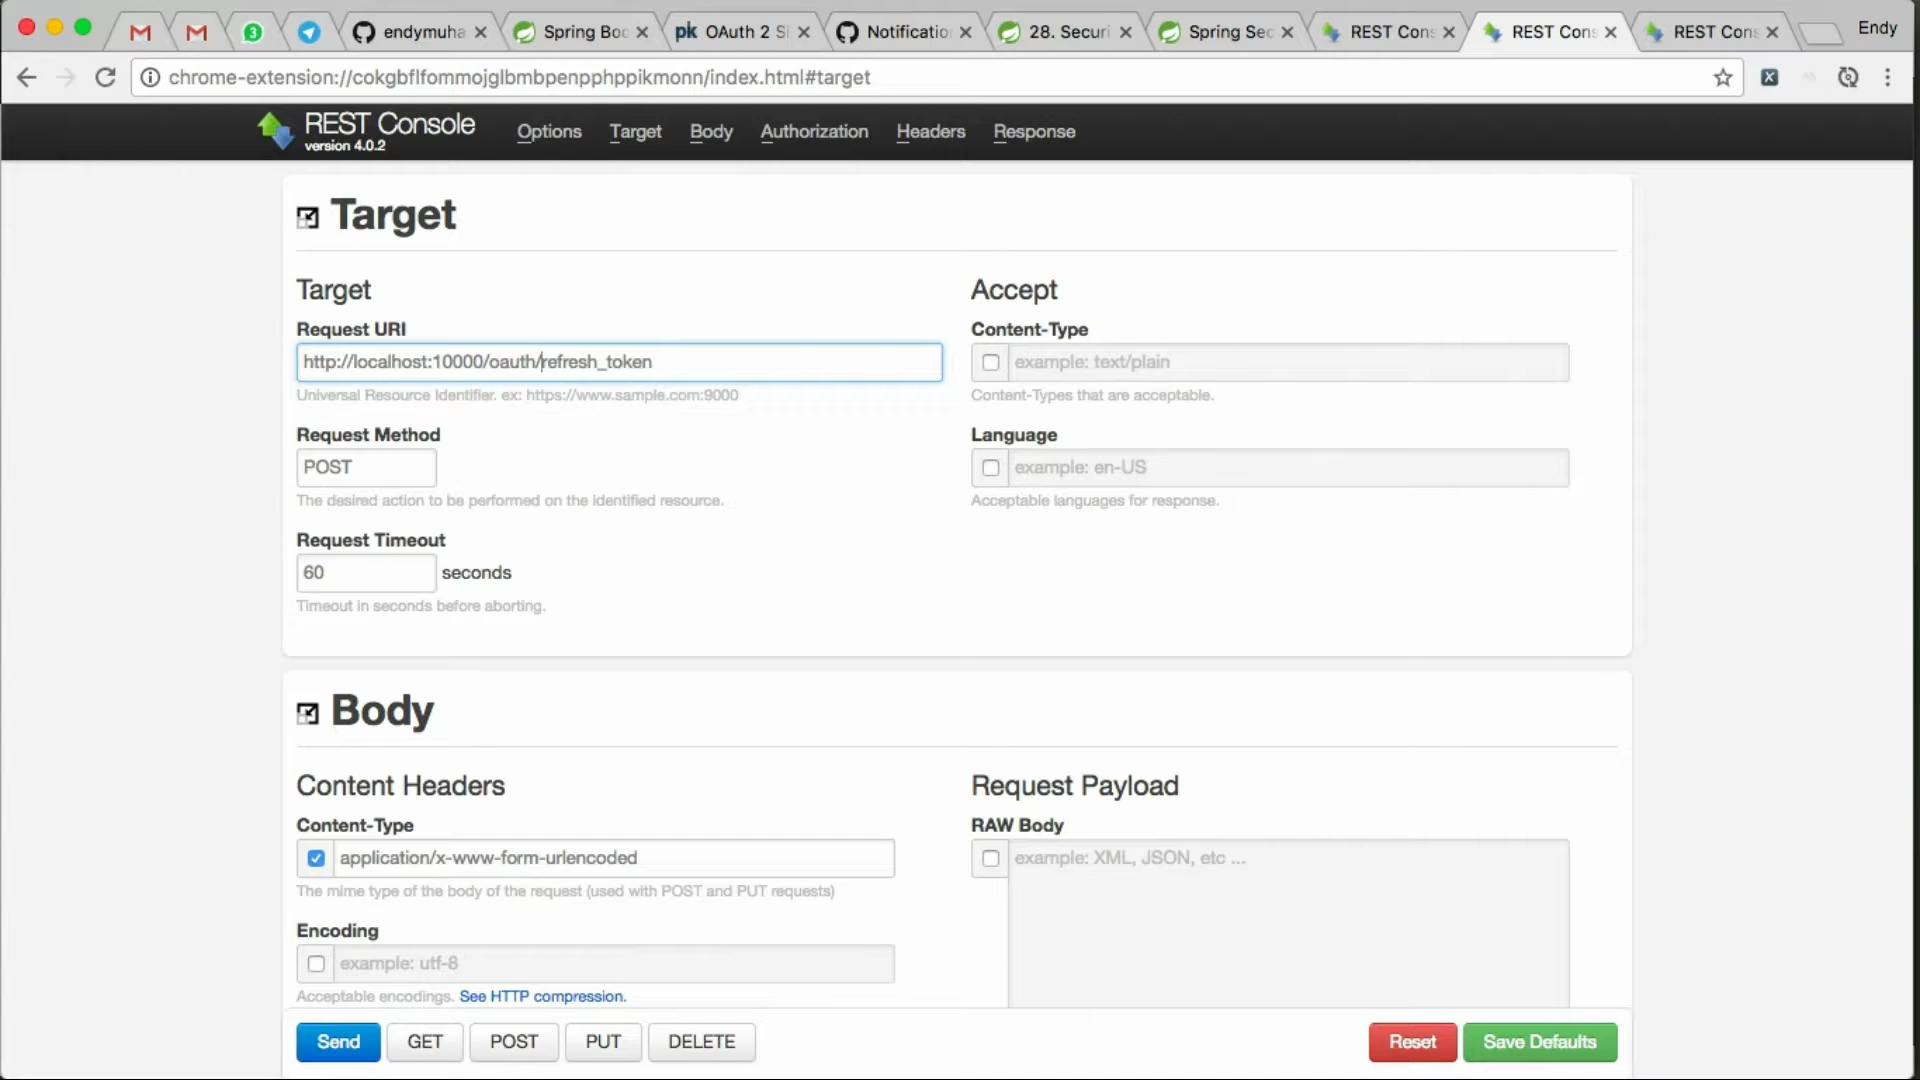 3
endymuha
Spring Boo
pk OAuth 2 Si
Notificatio
28. Securi
Spring Sec
REST Cons
REST Cons
REST Cons
Endy
chrome-extension://cokgbflfommojglbmbpenpphppikmonn/index.html#target
REST Console
version 4.0.2
Options
Target
Body
Authorization
Headers
Response
Target
Target
Request URI
http://localhost:10000/oauth/refresh_token
Universal Resource Identifier. ex: https://www.sample.com:9000
Request Method
POST
The desired action to be performed on the identified resource.
Request Timeout
60 seconds
Timeout in seconds before aborting.
Accept
Content-Type
example: text/plain
Content-Types that are acceptable.
Language
example: en-US
Acceptable languages for response.
Body
Content Headers
Content-Type
application/x-www-form-urlencoded
The mime type of the body of the request (used with POST and PUT requests)
Encoding
example: utf-8
Acceptable encodings. See HTTP compression.
Request Payload
RAW Body
example: XML, JSON, etc ...
Send
GET
POST
PUT
DELETE
Reset
Save Defaults